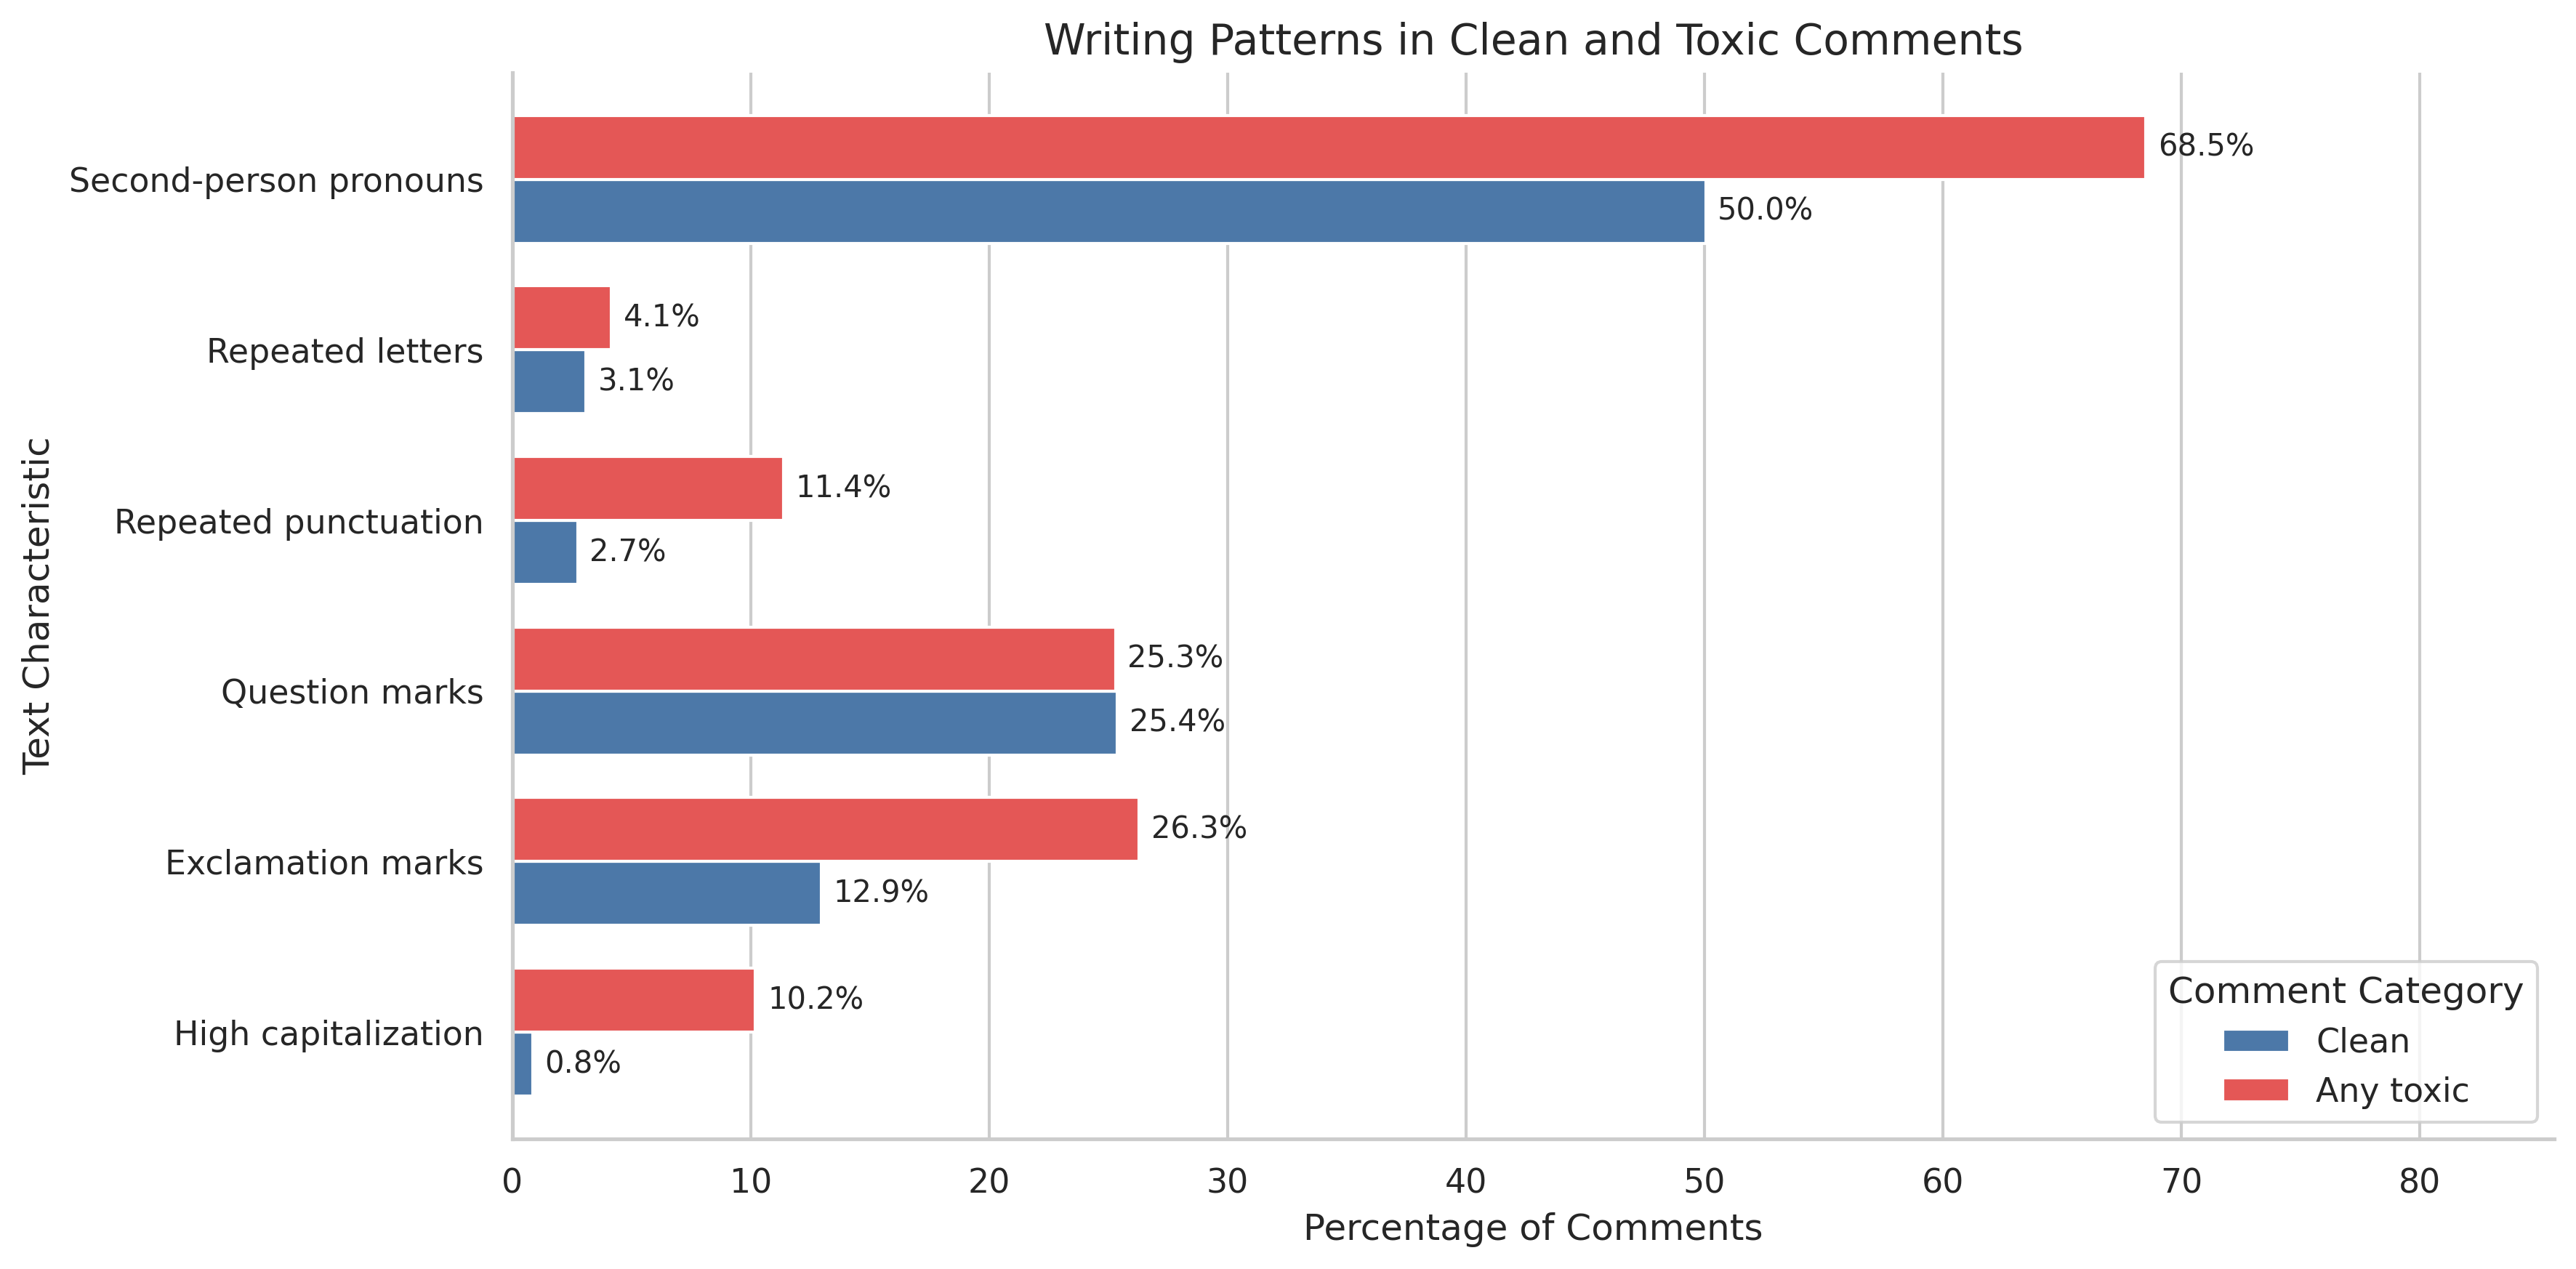 Writing Patterns in Clean and Toxic Comments
Text Characteristic
Second-person pronouns
68.5%
50.0%
Repeated letters
4.1%
3.1%
Repeated punctuation
11.4%
2.7%
Question marks
25.3%
25.4%
Exclamation marks
26.3%
12.9%
High capitalization
10.2%
0.8%
Comment Category
Clean
Any toxic
0 10 20 30 40 50 60 70 80
Percentage of Comments